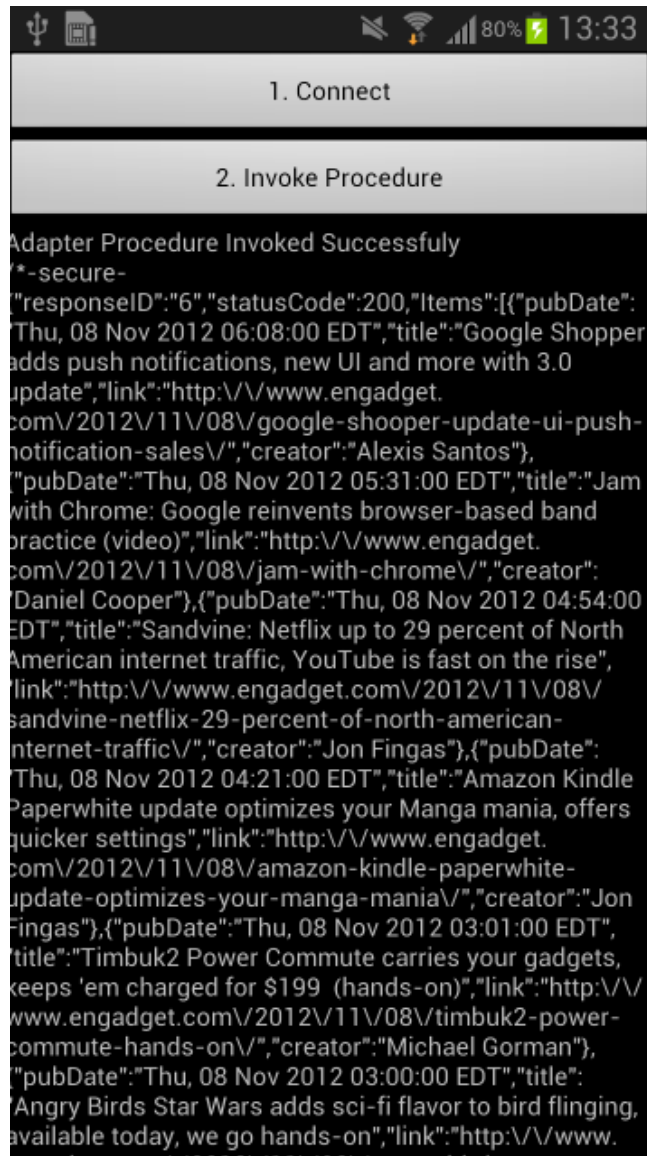 80% 13:33
1. Connect
2. Invoke Procedure
Adapter Procedure Invoked Successfuly
/*-secure-
{"responseID":"6","statusCode":200,"Items":[{"pubDate":
"Thu, 08 Nov 2012 06:08:00 EDT","title":"Google Shopper
adds push notifications, new UI and more with 3.0
update","link":"http:\/\/www.engadget.
com\/2012\/11\/08\/google-shooper-update-ui-push-
notification-sales\/","creator":"Alexis Santos"},
{"pubDate":"Thu, 08 Nov 2012 05:31:00 EDT","title":"Jam
with Chrome: Google reinvents browser-based band
practice (video)","link":"http:\/\/www.engadget.
com\/2012\/11\/08\/jam-with-chrome\/","creator":
"Daniel Cooper"},{"pubDate":"Thu, 08 Nov 2012 04:54:00
EDT","title":"Sandvine: Netflix up to 29 percent of North
American internet traffic, YouTube is fast on the rise",
"link":"http:\/\/www.engadget.com\/2012\/11\/08\/
sandvine-netflix-29-percent-of-north-american-
internet-traffic\/","creator":"Jon Fingas"},{"pubDate":
"Thu, 08 Nov 2012 04:21:00 EDT","title":"Amazon Kindle
Paperwhite update optimizes your Manga mania, offers
quicker settings","link":"http:\/\/www.engadget.
com\/2012\/11\/08\/amazon-kindle-paperwhite-
update-optimizes-your-manga-mania\/","creator":"Jon
Fingas"},{"pubDate":"Thu, 08 Nov 2012 03:01:00 EDT",
"title":"Timbuk2 Power Commute carries your gadgets,
keeps 'em charged for $199  (hands-on)","link":"http:\/\/
www.engadget.com\/2012\/11\/08\/timbuk2-power-
commute-hands-on\/","creator":"Michael Gorman"},
{"pubDate":"Thu, 08 Nov 2012 03:00:00 EDT","title":
"Angry Birds Star Wars adds sci-fi flavor to bird flinging,
available today, we go hands-on","link":"http:\/\/www.